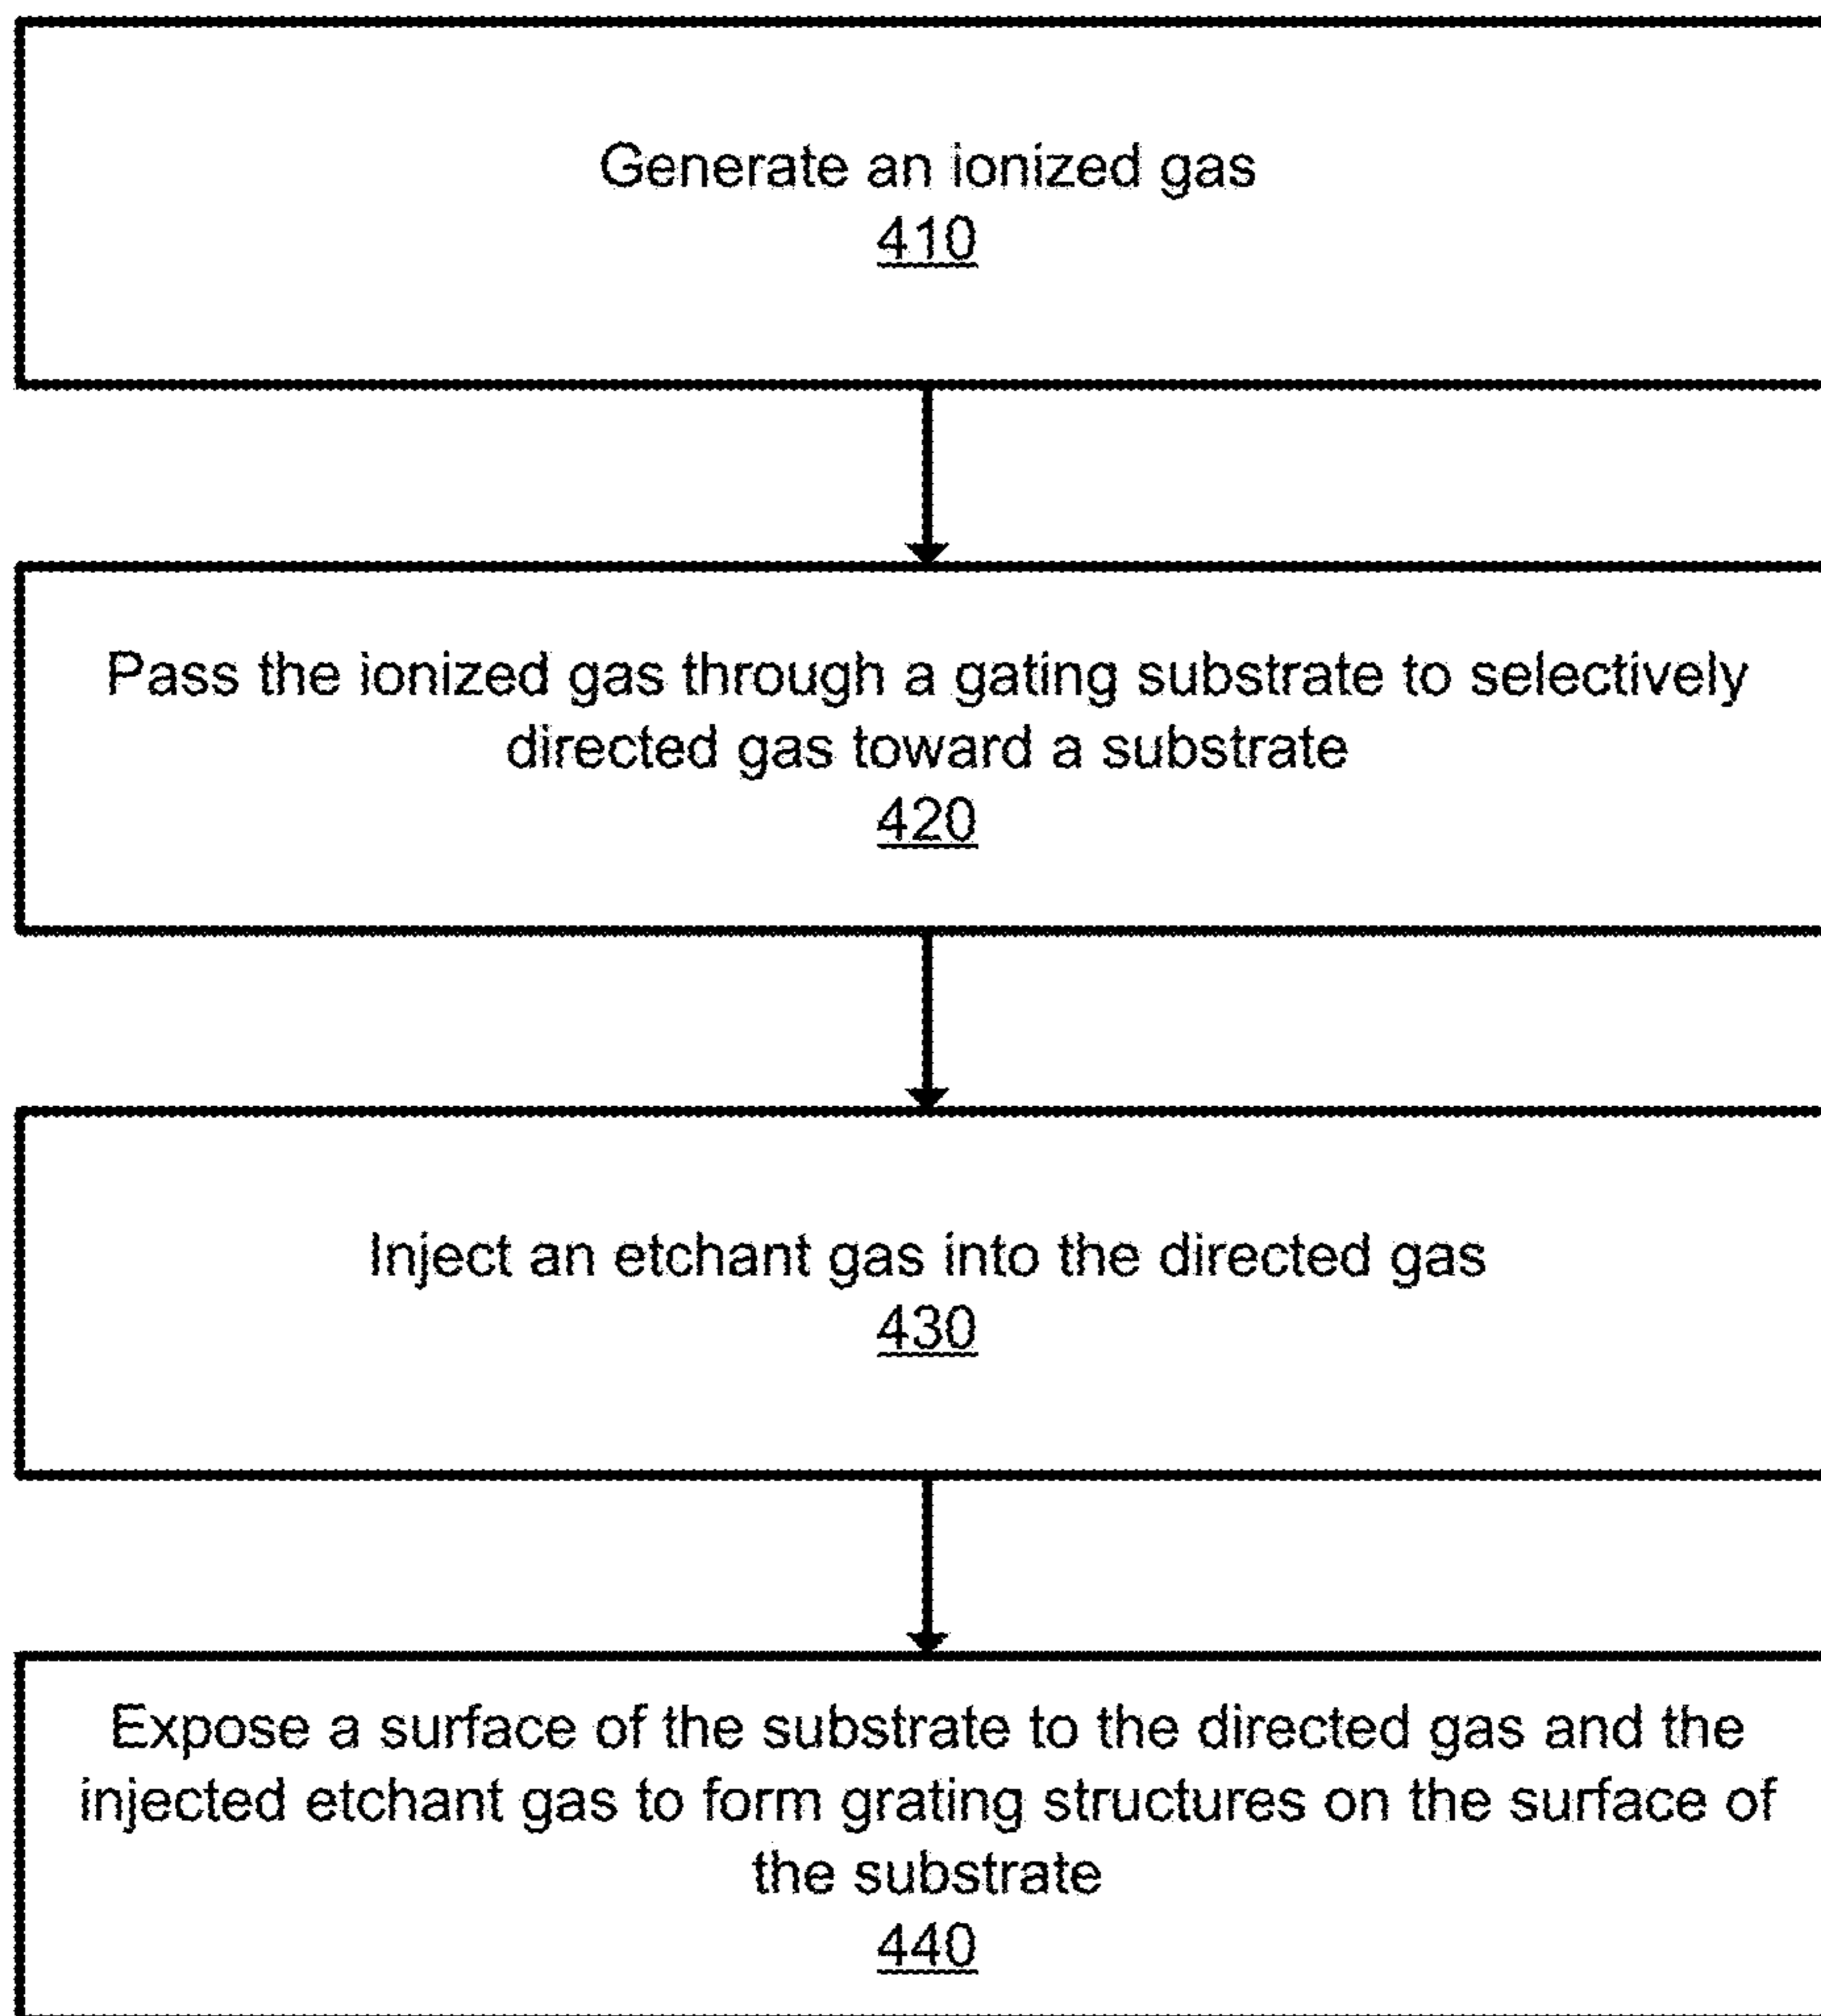 Generate an ionized gas
410
Pass the ionized gas through a gating substrate to selectively
directed gas toward a substrate
420
Inject an etchant gas into the directed gas
430
Expose a surface of the substrate to the directed gas and the
injected etchant gas to form grating structures on the surface of
the substrate
440